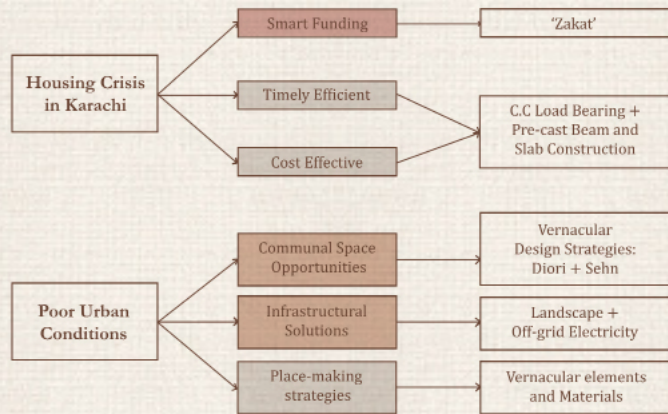 Smart Funding
‘Zakat’
Housing Crisis
in Karachi
Timely Efficient
C.C Load Bearing +
Pre-cast Beam and
Slab Construction
Cost Effective
Communal Space
Opportunities
Vernacular
Design Strategies:
Diori + Sehn
Poor Urban
Conditions
Infrastructural
Solutions
Landscape +
Off-grid Electricity
Place-making
strategies
Vernacular elements
and Materials